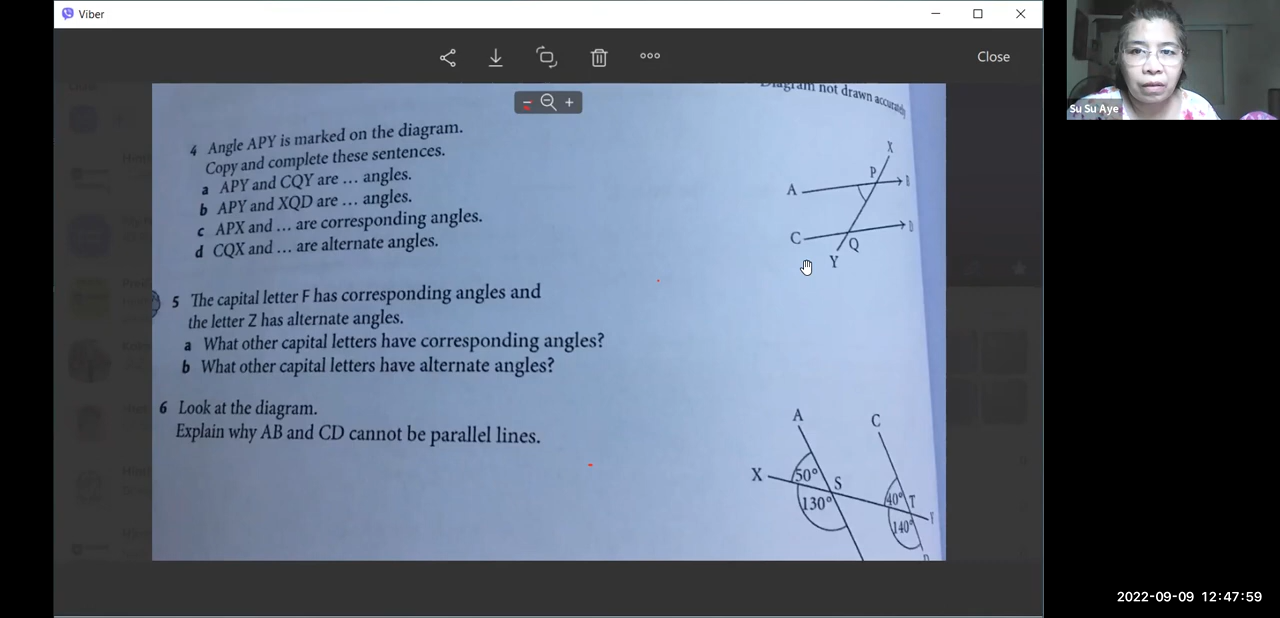 Viber
Close
Diagram not drawn accurately
4 Angle APY is marked on the diagram.
Copy and complete these sentences.
a APY and CQY are ... angles.
b APY and XQD are ... angles.
c APX and ... are corresponding angles.
d CQX and ... are alternate angles.
X
P
A
B
C
D
Q
Y
5 The capital letter F has corresponding angles and
the letter Z has alternate angles.
a What other capital letters have corresponding angles?
b What other capital letters have alternate angles?
6 Look at the diagram.
Explain why AB and CD cannot be parallel lines.
A
C
X
50°
S
130°
40°
T
140°
Su Su Aye
2022-09-09 12:47:59